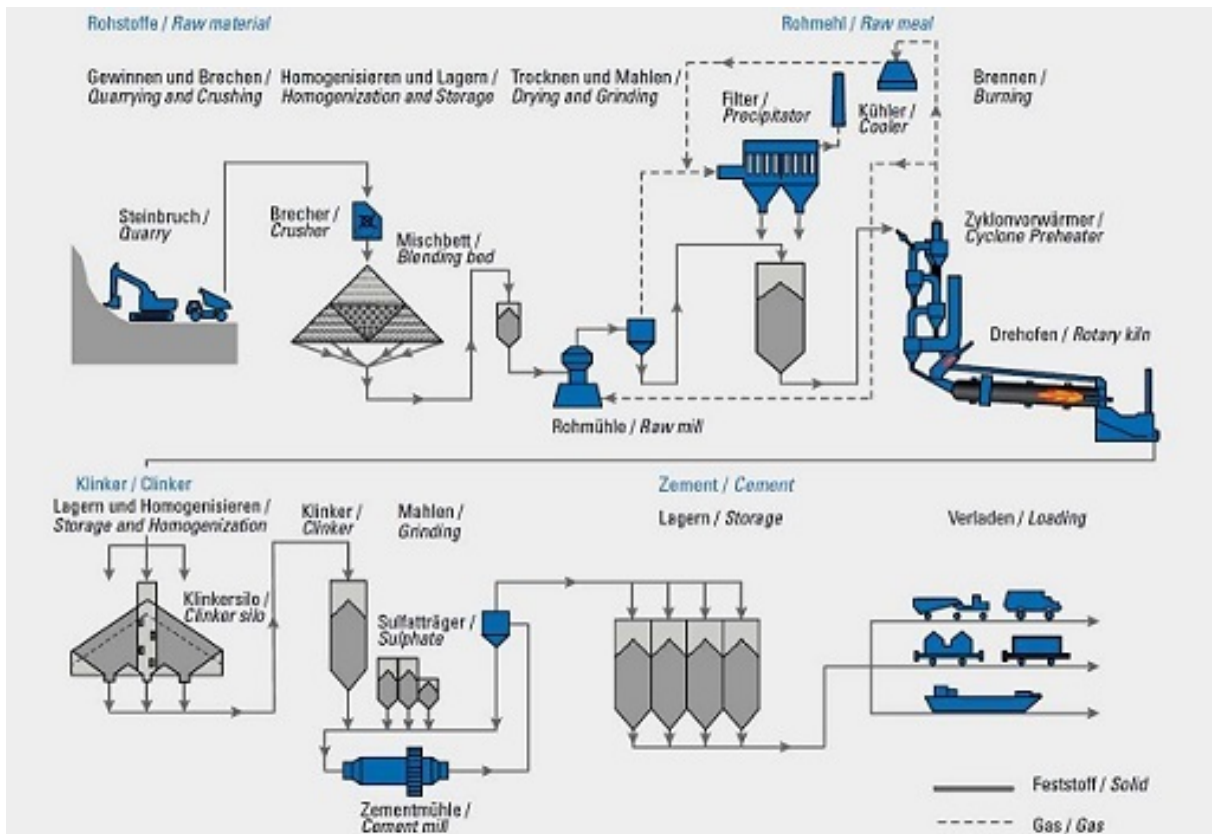 Rohstoffe / Raw material
Rohmehl / Raw meal
Gewinnen und Brechen /
Quarrying and Crushing
Homogenisieren und Lagern /
Homogenization and Storage
Trocknen und Mahlen /
Drying and Grinding
Filter /
Precipitator
Kühler /
Cooler
Brennen /
Burning
Steinbruch /
Quarry
Brecher /
Crusher
Mischbett /
Blending bed
Zyklonvorwärmer /
Cyclone Preheater
Drehofen / Rotary kiln
Rohmühle / Raw mill
Klinker / Clinker
Lagern und Homogenisieren /
Storage and Homogenization
Klinker /
Clinker
Mahlen /
Grinding
Zement / Cement
Lagern / Storage
Verladen / Loading
Klinkersilo /
Clinker silo
Sulfatträger /
Sulphate
Zementmühle /
Cement mill
Feststoff / Solid
Gas / Gas